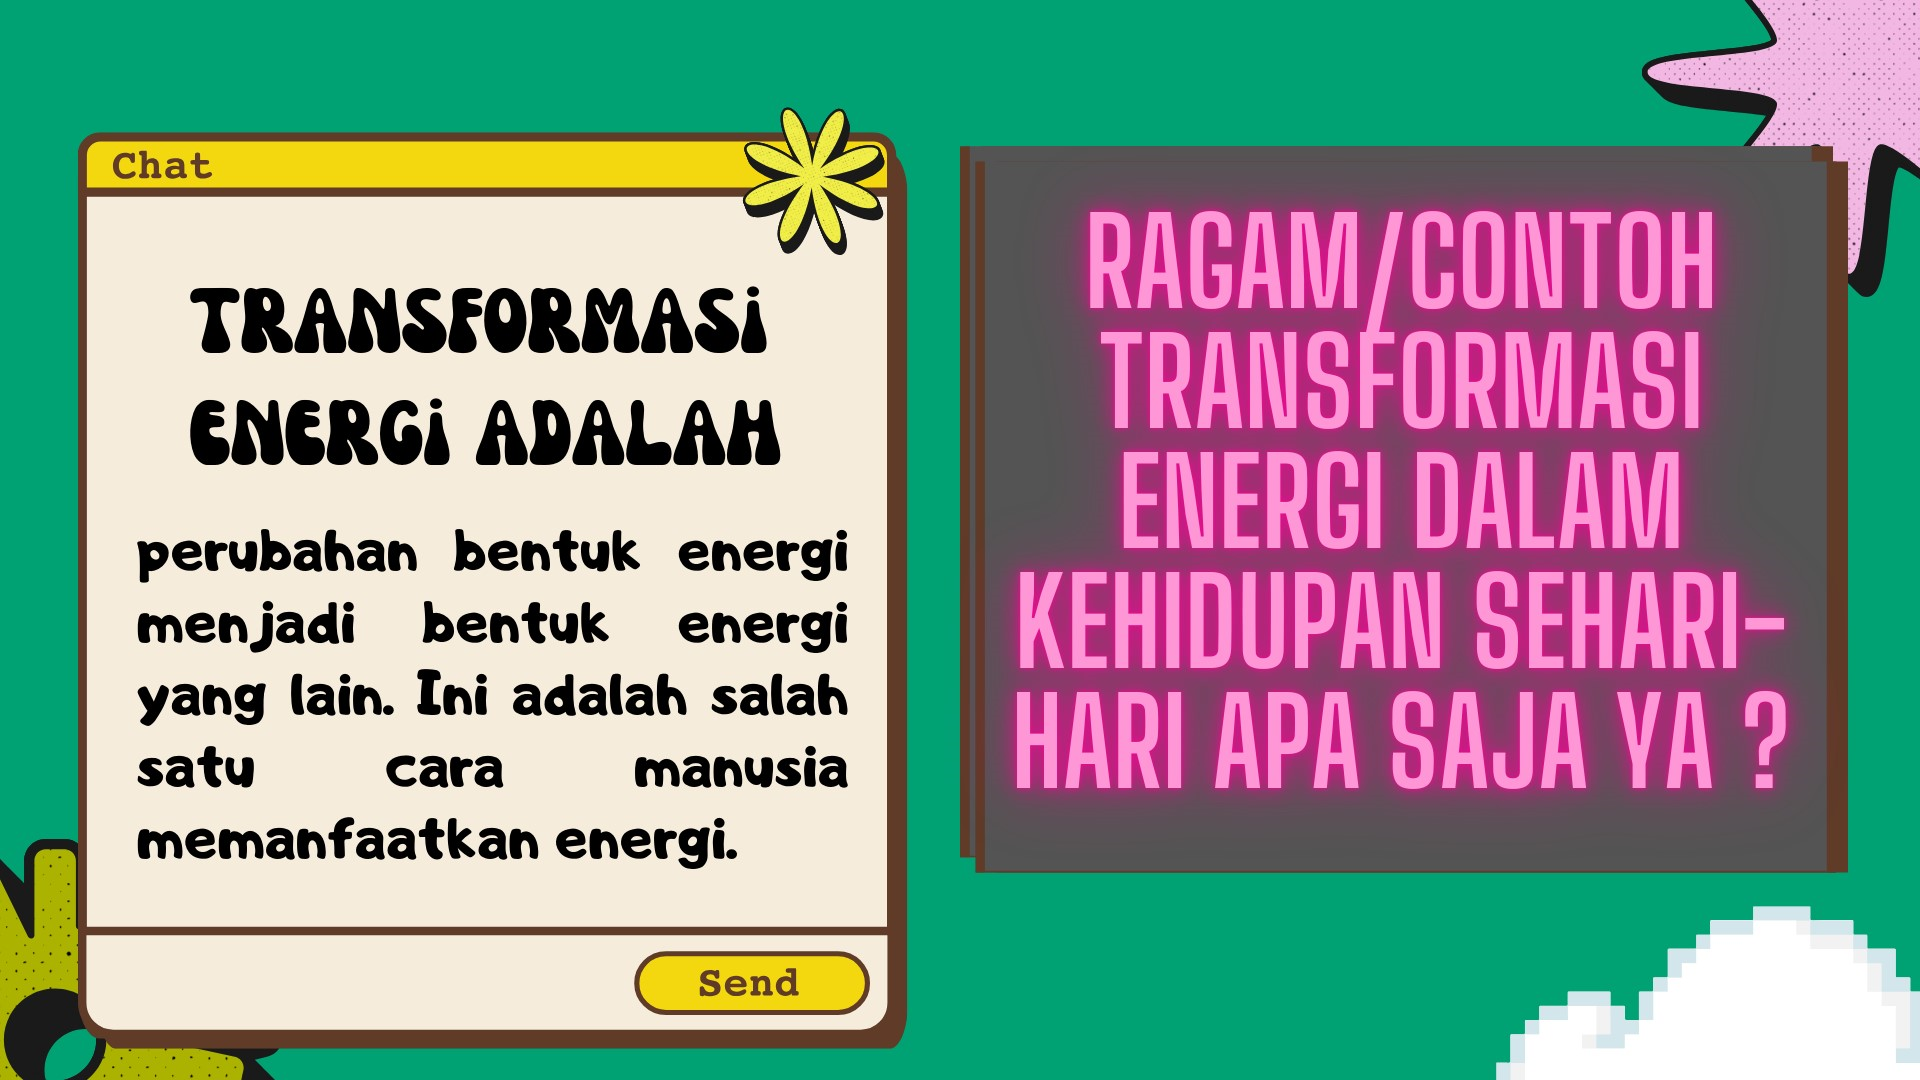 Chat
TRANSFORMASi
ENERGi ADALAH
perubahan bentuk energi
menjadi bentuk energi
yang lain. Ini adalah salah
satu cara manusia
memanfaatkan energi.
Send
RAGAM/CONTOH
TRANSFORMASI
ENERGI DALAM
KEHIDUPAN SEHARI-
HARI APA SAJA YA ?